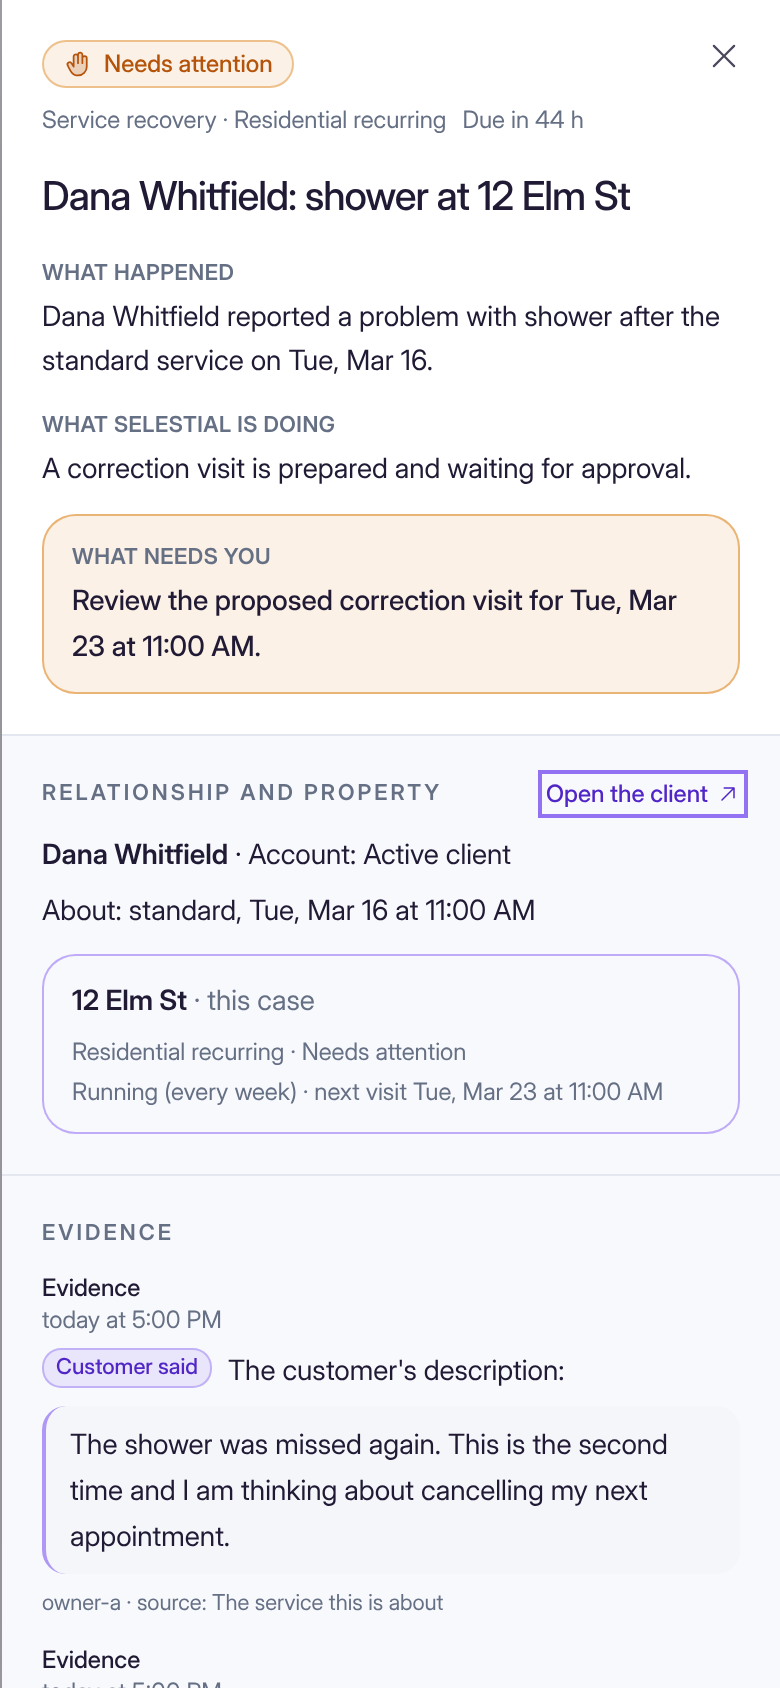 Needs attention
Service recovery · Residential recurring Due in 44 h
Dana Whitfield: shower at 12 Elm St
WHAT HAPPENED
Dana Whitfield reported a problem with shower after the
standard service on Tue, Mar 16.
WHAT SELESTIAL IS DOING
A correction visit is prepared and waiting for approval.
WHAT NEEDS YOU
Review the proposed correction visit for Tue, Mar
23 at 11:00 AM.
RELATIONSHIP AND PROPERTY
Open the client ↗
Dana Whitfield · Account: Active client
About: standard, Tue, Mar 16 at 11:00 AM
12 Elm St · this case
Residential recurring · Needs attention
Running (every week) · next visit Tue, Mar 23 at 11:00 AM
EVIDENCE
Evidence
today at 5:00 PM
Customer said The customer's description:
The shower was missed again. This is the second
time and I am thinking about cancelling my next
appointment.
owner-a · source: The service this is about
Evidence
today at 5:00 PM